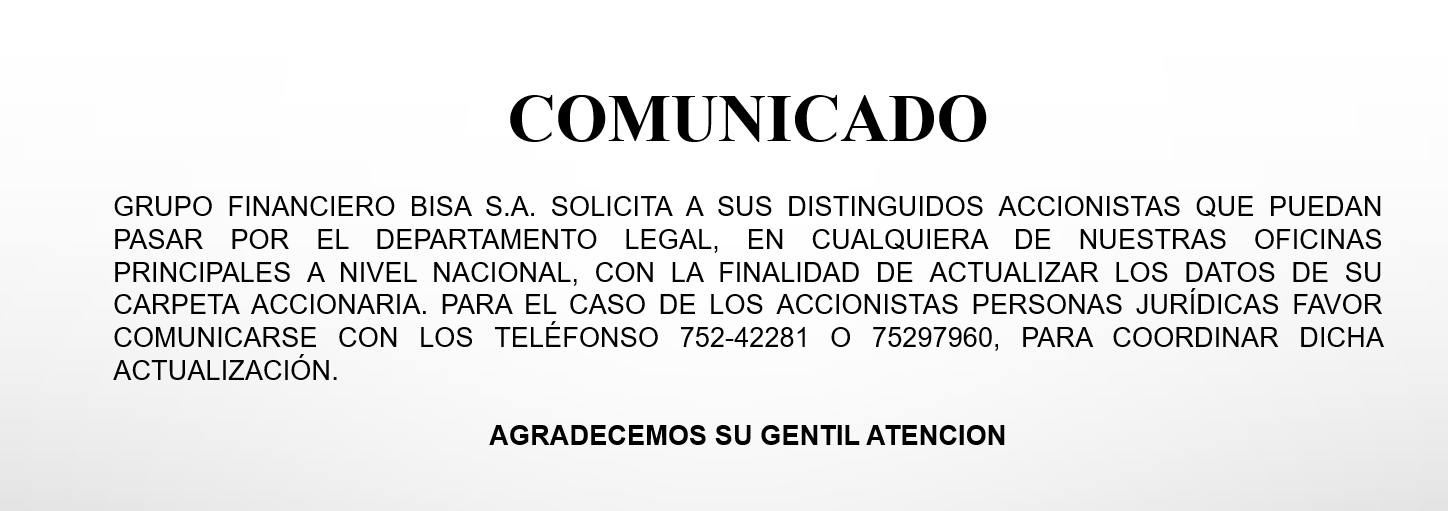 COMUNICADO
GRUPO FINANCIERO BISA S.A. SOLICITA A SUS DISTINGUIDOS ACCIONISTAS QUE PUEDAN
PASAR POR EL DEPARTAMENTO LEGAL, EN CUALQUIERA DE NUESTRAS OFICINAS
PRINCIPALES A NIVEL NACIONAL, CON LA FINALIDAD DE ACTUALIZAR LOS DATOS DE SU
CARPETA ACCIONARIA. PARA EL CASO DE LOS ACCIONISTAS PERSONAS JURÍDICAS FAVOR
COMUNICARSE CON LOS TELÉFONSO 752-42281 O 75297960, PARA COORDINAR DICHA
ACTUALIZACIÓN.
AGRADECEMOS SU GENTIL ATENCION